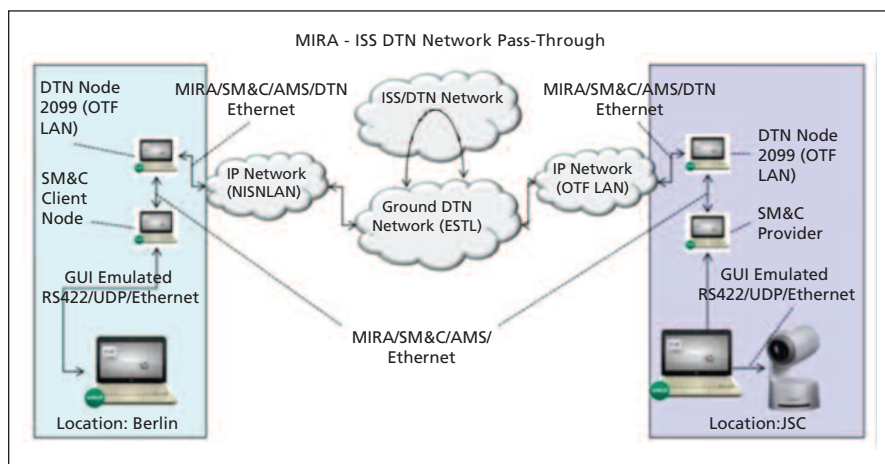 MIRA - ISS DTN Network Pass-Through
DTN Node
2099 (OTF
LAN)
MIRA/SM&C/AMS/DTN
Ethernet
ISS/DTN Network
MIRA/SM&C/AMS/DTN
Ethernet
DTN Node
2099 (OTF
LAN)
SM&C
Client
Node
IP Network
(NISNLAN)
Ground DTN
Network (ESTL)
IP Network
(OTF LAN)
SM&C
Provider
GUI Emulated
RS422/UDP/Ethernet
GUI Emulated
RS422/UDP/Ethernet
MIRA/SM&C/AMS/
Ethernet
Location: Berlin
Location:JSC